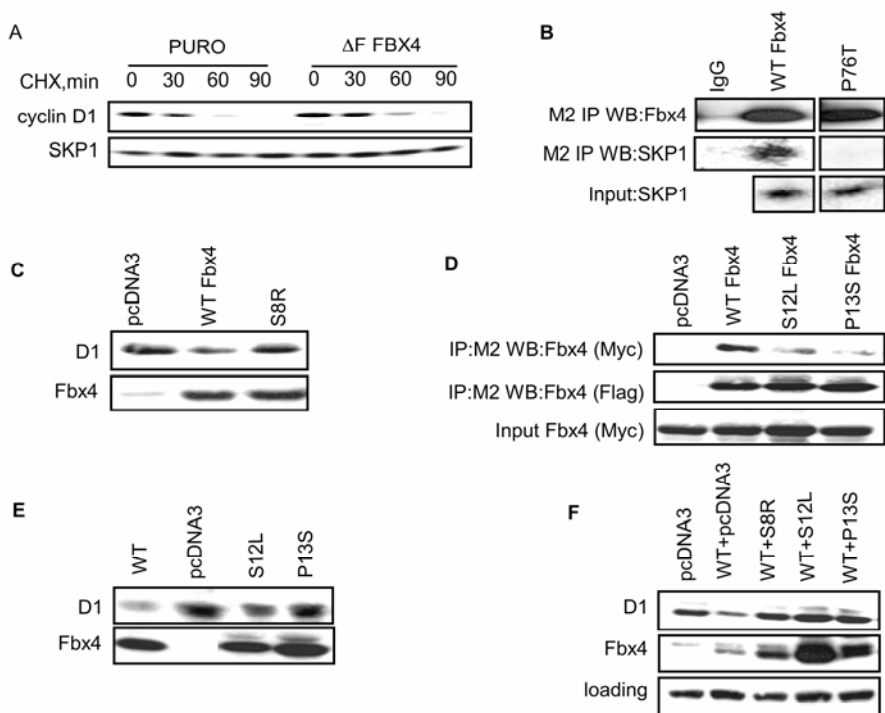 A
PURO ΔF FBX4
CHX,min 0 30 60 90 0 30 60 90
cyclin D1
SKP1
B
IgG WT Fbx4 P76T
M2 IP WB:Fbx4
M2 IP WB:SKP1
Input:SKP1
C
pcDNA3 WT Fbx4 S8R
D1
Fbx4
D
pcDNA3 WT Fbx4 S12L Fbx4 P13S Fbx4
IP:M2 WB:Fbx4 (Myc)
IP:M2 WB:Fbx4 (Flag)
Input Fbx4 (Myc)
E
WT pcDNA3 S12L P13S
D1
Fbx4
F
pcDNA3 WT+pcDNA3 WT+S8R WT+S12L WT+P13S
D1
Fbx4
loading